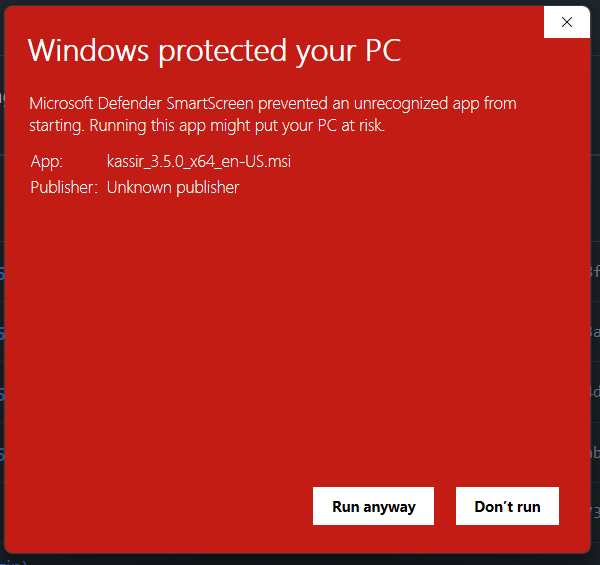 Windows protected your PC
Microsoft Defender SmartScreen prevented an unrecognized app from
starting. Running this app might put your PC at risk.
App: kassir_3.5.0_x64_en-US.msi
Publisher: Unknown publisher
Run anyway Don't run